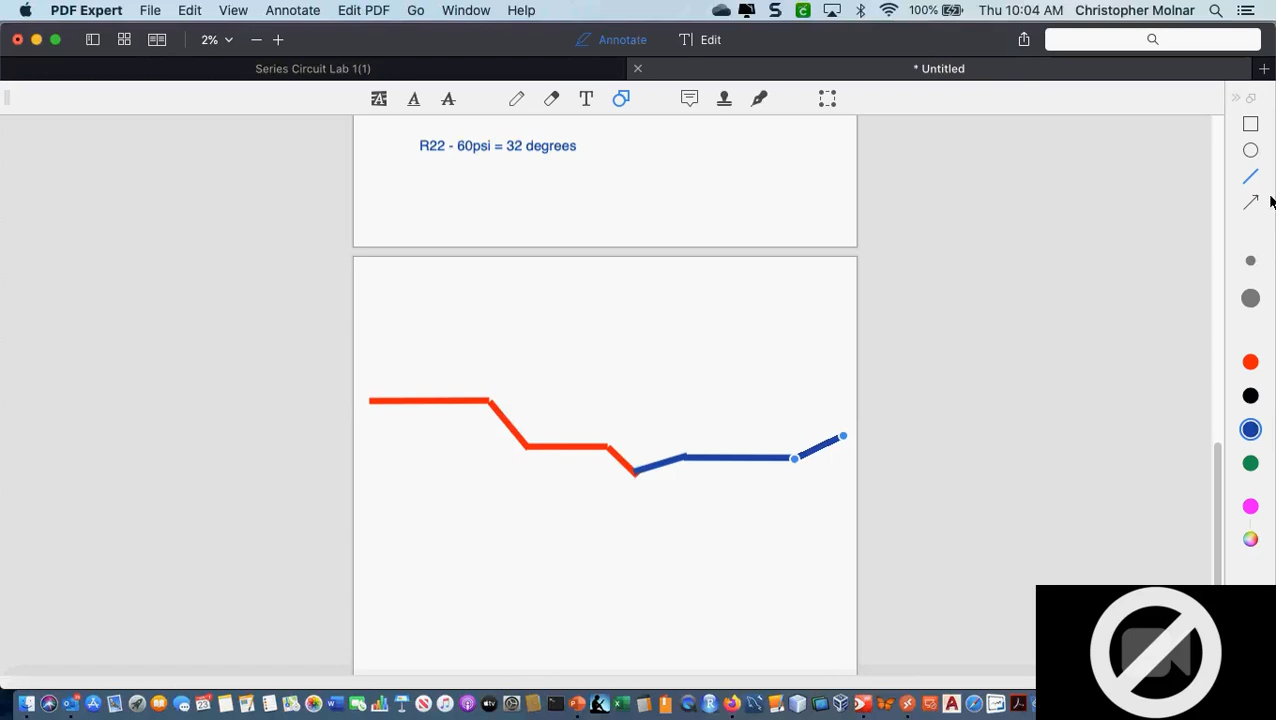 PDF Expert File Edit View Annotate Edit PDF Go Window Help 100% Thu 10:04 AM Christopher Molnar
2% Annotate Edit
Series Circuit Lab 1(1) * Untitled
R22 - 60psi = 32 degrees